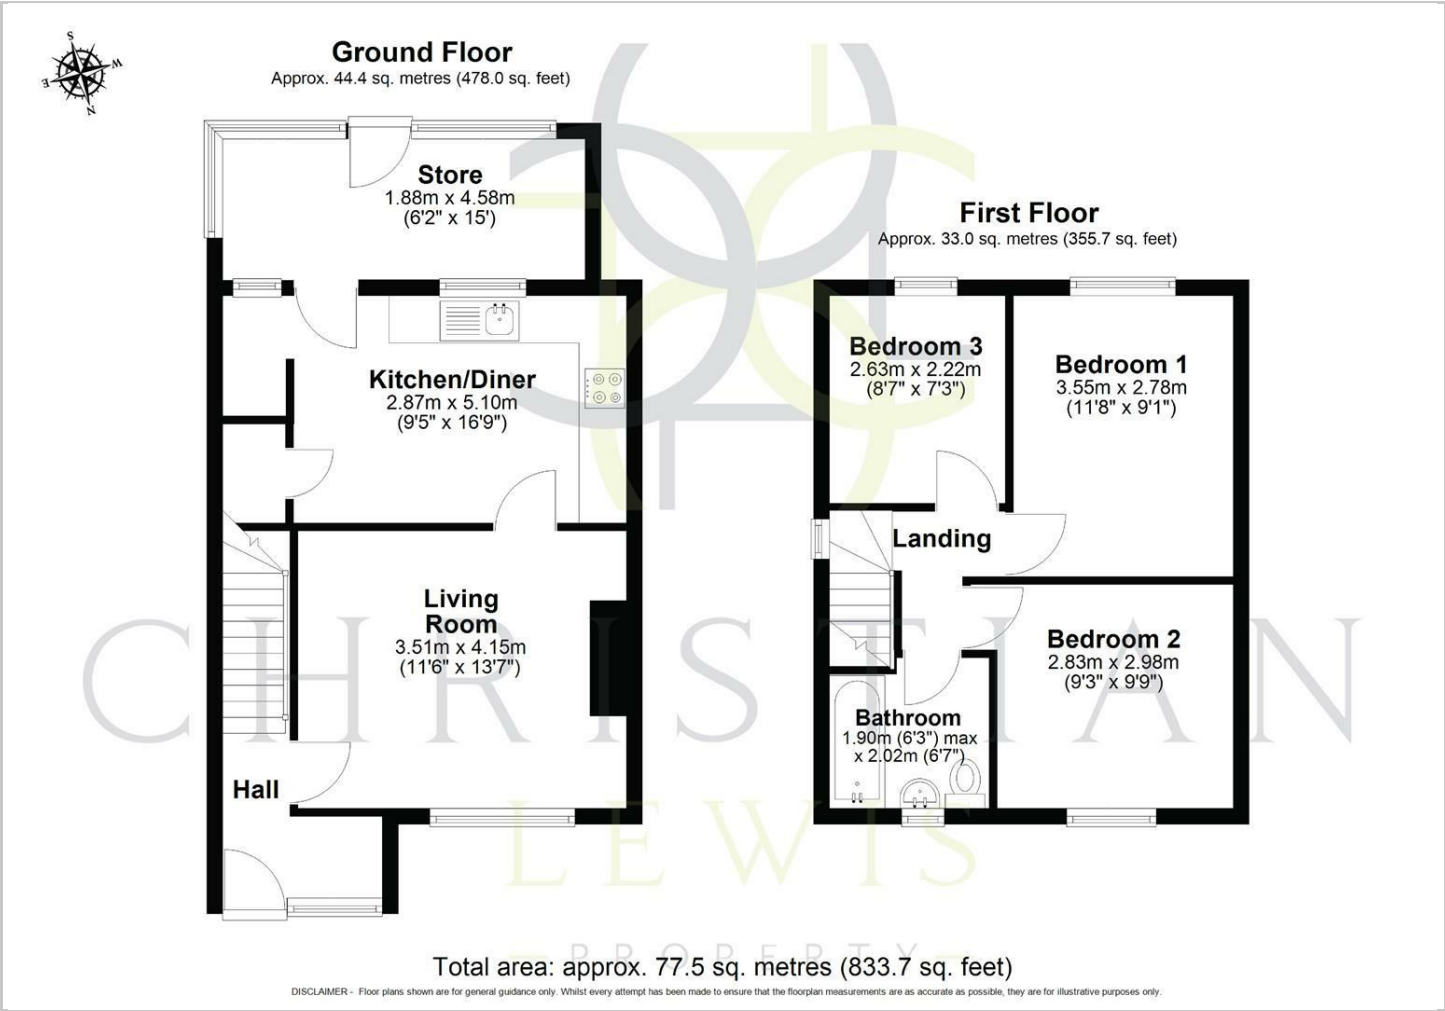 S
W
E
N
Ground Floor
Approx. 44.4 sq. metres (478.0 sq. feet)
Store
1.88m x 4.58m
(6'2" x 15')
Kitchen/Diner
2.87m x 5.10m
(9'5" x 16'9")
Living
Room
3.51m x 4.15m
(11'6" x 13'7")
Hall
First Floor
Approx. 33.0 sq. metres (355.7 sq. feet)
Bedroom 3
2.63m x 2.22m
(8'7" x 7'3")
Bedroom 1
3.55m x 2.78m
(11'8" x 9'1")
Landing
Bedroom 2
2.83m x 2.98m
(9'3" x 9'9")
Bathroom
1.90m (6'3") max
x 2.02m (6'7")
CHRISTIAN
LEWIS
PROPERTY
Total area: approx. 77.5 sq. metres (833.7 sq. feet)
DISCLAIMER - Floor plans shown are for general guidance only. Whilst every attempt has been made to ensure that the floorplan measurements are as accurate as possible, they are for illustrative purposes only.